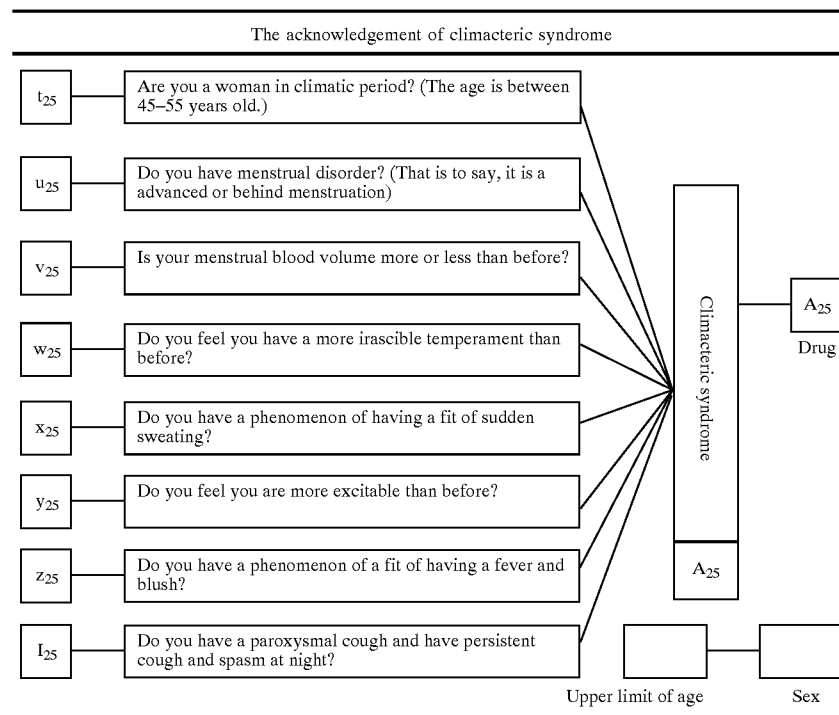 The acknowledgement of climacteric syndrome
t25
Are you a woman in climatic period? (The age is between
45–55 years old.)
u25
Do you have menstrual disorder? (That is to say, it is a
advanced or behind menstruation)
v25
Is your menstrual blood volume more or less than before?
w25
Do you feel you have a more irascible temperament than
before?
x25
Do you have a phenomenon of having a fit of sudden
sweating?
y25
Do you feel you are more excitable than before?
z25
Do you have a phenomenon of a fit of having a fever and
blush?
I25
Do you have a paroxysmal cough and have persistent
cough and spasm at night?
Climacteric syndrome
A25
A25
Drug
Upper limit of age
Sex